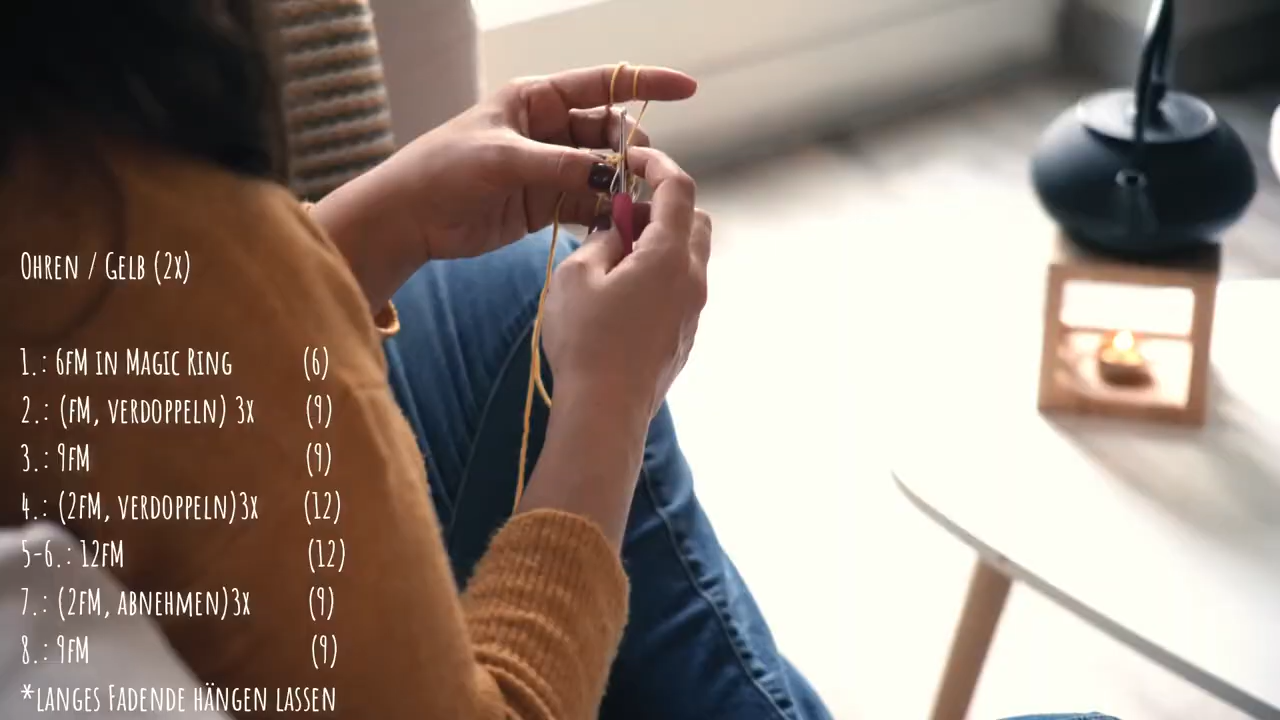 Ohren / Gelb (2x)
1.: 6fM in Magic Ring (6)
2.: (fM, verdoppeln) 3x (9)
3.: 9fM (9)
4.: (2fM, verdoppeln)3x (12)
5-6.: 12fM (12)
7.: (2fM, abnehmen)3x (9)
8.: 9fM (9)
*langes Fadende hängen lassen